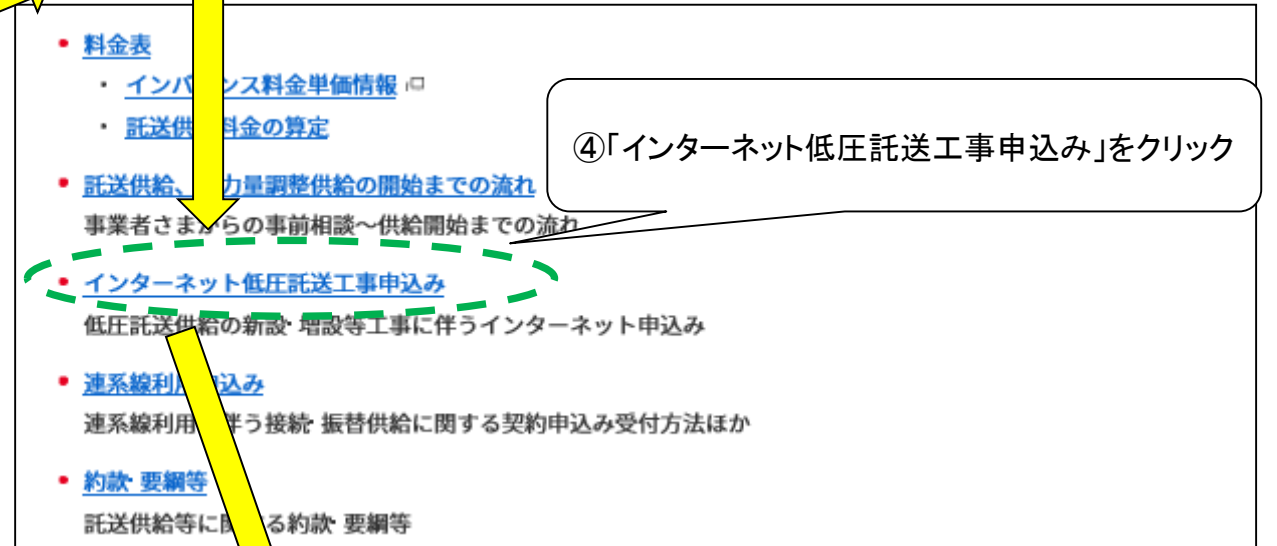 料金表
インバ ンス料金単価情報
託送供 料金の算定
④「インターネット低圧託送工事申込み」をクリック
託送供給、 力量調整供給の開始までの流れ
事業者さまからの事前相談～供給開始までの流れ
インターネット低圧託送工事申込み
低圧託送供給の新設・増設等工事に伴うインターネット申込み
連系線利用 込み
連系線利用 伴う接続・振替供給に関する契約申込み受付方法ほか
約款・要綱等
託送供給等に関する約款・要綱等